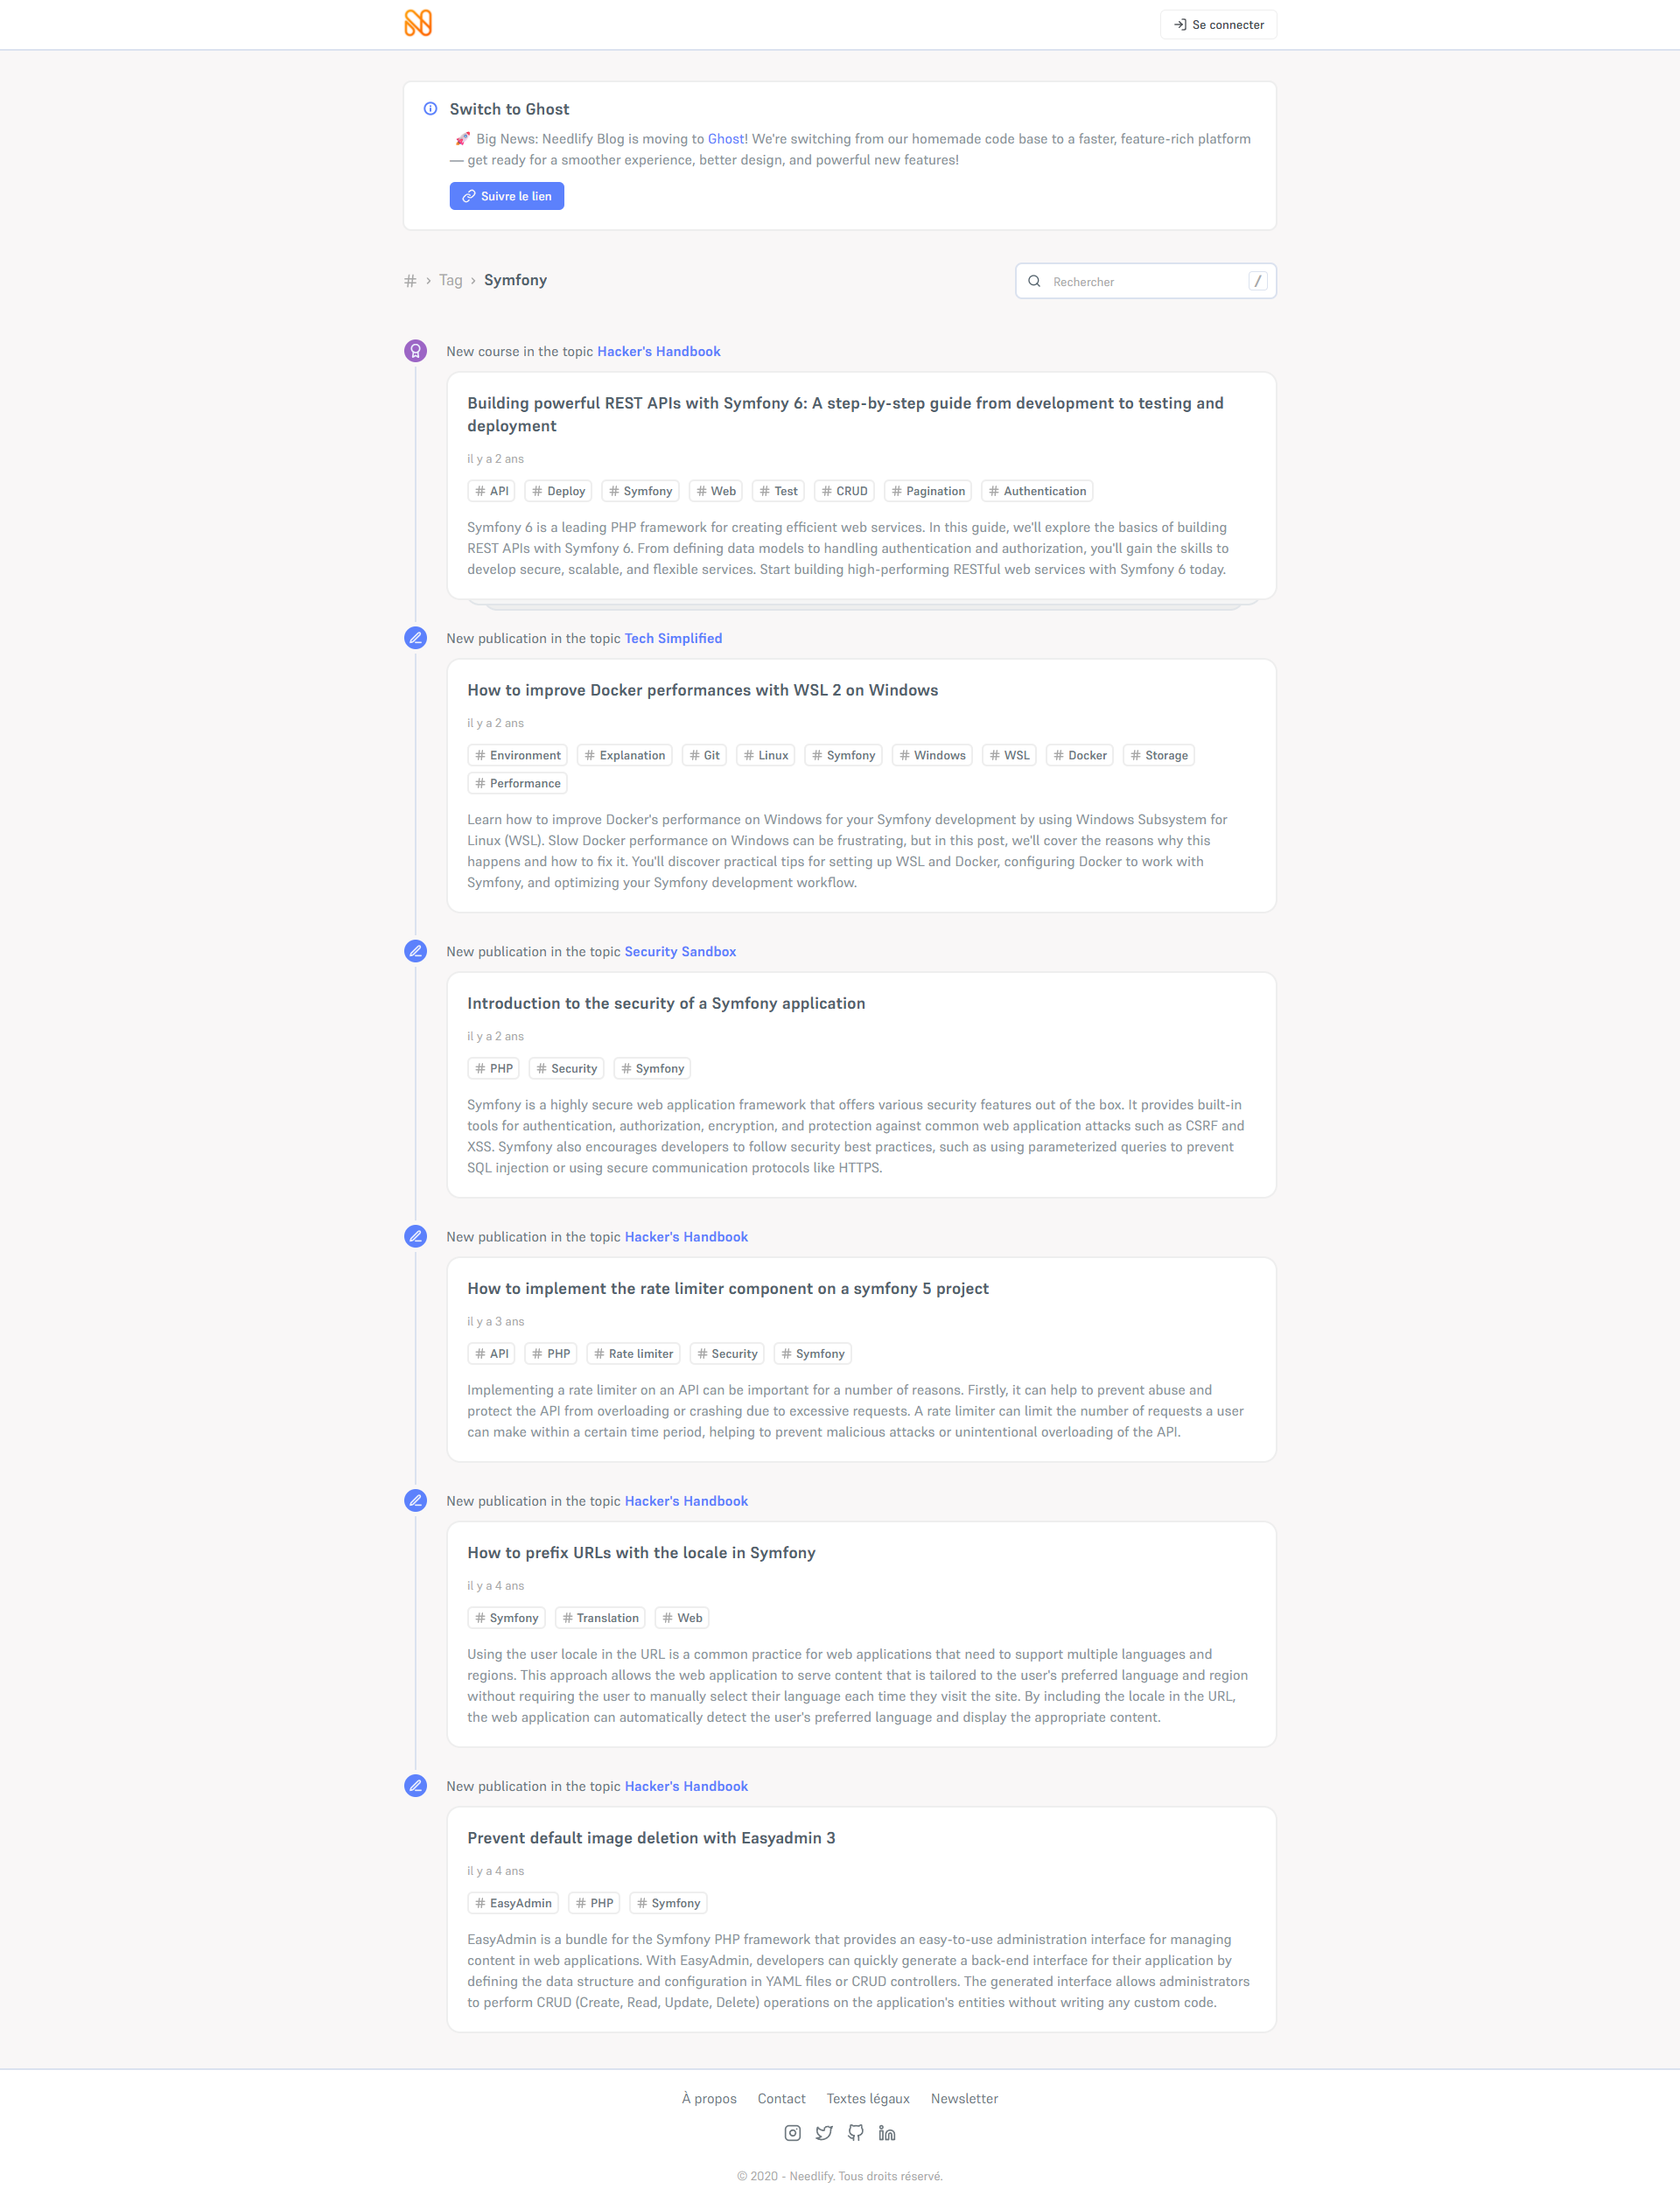 Se connecter
Switch to Ghost
🚀 Big News: Needlify Blog is moving to Ghost! We're switching from our homemade code base to a faster, feature-rich platform
— get ready for a smoother experience, better design, and powerful new features!
Suivre le lien
# › Tag › Symfony
Rechercher /
New course in the topic Hacker's Handbook
Building powerful REST APIs with Symfony 6: A step-by-step guide from development to testing and
deployment
il y a 2 ans
# API # Deploy # Symfony # Web # Test # CRUD # Pagination # Authentication
Symfony 6 is a leading PHP framework for creating efficient web services. In this guide, we'll explore the basics of building
REST APIs with Symfony 6. From defining data models to handling authentication and authorization, you'll gain the skills to
develop secure, scalable, and flexible services. Start building high-performing RESTful web services with Symfony 6 today.
New publication in the topic Tech Simplified
How to improve Docker performances with WSL 2 on Windows
il y a 2 ans
# Environment # Explanation # Git # Linux # Symfony # Windows # WSL # Docker # Storage
# Performance
Learn how to improve Docker's performance on Windows for your Symfony development by using Windows Subsystem for
Linux (WSL). Slow Docker performance on Windows can be frustrating, but in this post, we'll cover the reasons why this
happens and how to fix it. You'll discover practical tips for setting up WSL and Docker, configuring Docker to work with
Symfony, and optimizing your Symfony development workflow.
New publication in the topic Security Sandbox
Introduction to the security of a Symfony application
il y a 2 ans
# PHP # Security # Symfony
Symfony is a highly secure web application framework that offers various security features out of the box. It provides built-in
tools for authentication, authorization, encryption, and protection against common web application attacks such as CSRF and
XSS. Symfony also encourages developers to follow security best practices, such as using parameterized queries to prevent
SQL injection or using secure communication protocols like HTTPS.
New publication in the topic Hacker's Handbook
How to implement the rate limiter component on a symfony 5 project
il y a 3 ans
# API # PHP # Rate limiter # Security # Symfony
Implementing a rate limiter on an API can be important for a number of reasons. Firstly, it can help to prevent abuse and
protect the API from overloading or crashing due to excessive requests. A rate limiter can limit the number of requests a user
can make within a certain time period, helping to prevent malicious attacks or unintentional overloading of the API.
New publication in the topic Hacker's Handbook
How to prefix URLs with the locale in Symfony
il y a 4 ans
# Symfony # Translation # Web
Using the user locale in the URL is a common practice for web applications that need to support multiple languages and
regions. This approach allows the web application to serve content that is tailored to the user's preferred language and region
without requiring the user to manually select their language each time they visit the site. By including the locale in the URL,
the web application can automatically detect the user's preferred language and display the appropriate content.
New publication in the topic Hacker's Handbook
Prevent default image deletion with Easyadmin 3
il y a 4 ans
# EasyAdmin # PHP # Symfony
EasyAdmin is a bundle for the Symfony PHP framework that provides an easy-to-use administration interface for managing
content in web applications. With EasyAdmin, developers can quickly generate a back-end interface for their application by
defining the data structure and configuration in YAML files or CRUD controllers. The generated interface allows administrators
to perform CRUD (Create, Read, Update, Delete) operations on the application's entities without writing any custom code.
À propos Contact Textes légaux Newsletter
© 2020 - Needlify. Tous droits réservé.